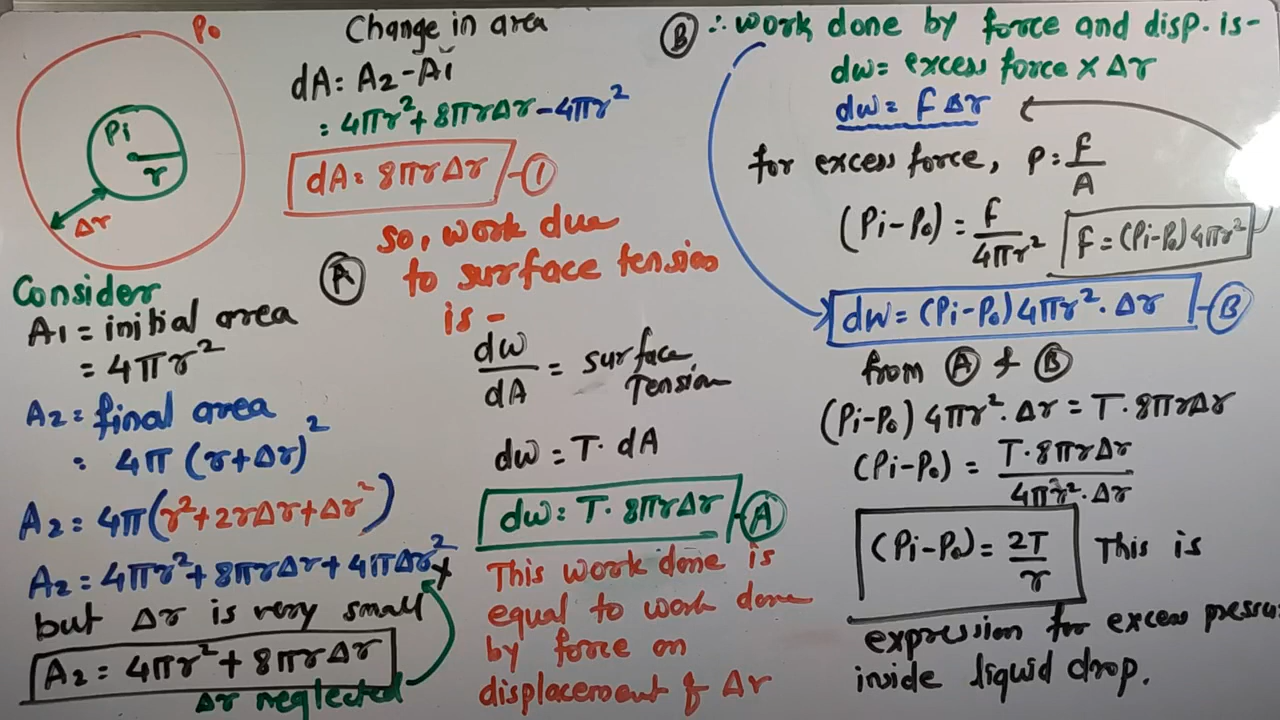 P₀
Pi
r
Δr
Consider
A₁ = initial area
= 4πr²
A₂ = final area
= 4π (r+Δr)²
A₂ = 4π(r²+2rΔr+Δr²)
A₂ = 4πr²+8πrΔr+4πΔr²
but Δr is very small
A₂ = 4πr²+8πrΔr
Δr neglected
Change in area
dA = A₂-A₁
= 4πr²+8πrΔr-4πr²
dA = 8πrΔr -①
Ⓐ so, work due
to surface tension
is -
dw/dA = surface Tension
dw = T· dA
dw = T· 8πrΔr -Ⓐ
This work done is
equal to work done
by force on
displacement of Δr
Ⓑ ∴ work done by force and disp. is-
dw = excess force × Δr
dw = F Δr
for excess force, P = F/A
(Pi-P₀) = F/4πr² F = (Pi-P₀)4πr²
dw = (Pi-P₀)4πr². Δr -Ⓑ
from Ⓐ & Ⓑ
(Pi-P₀) 4πr². Δr = T· 8πrΔr
(Pi-P₀) = T·8πrΔr/4πr².Δr
(Pi-P₀) = 2T/r This is
expression for excess pressu
inside liquid drop.